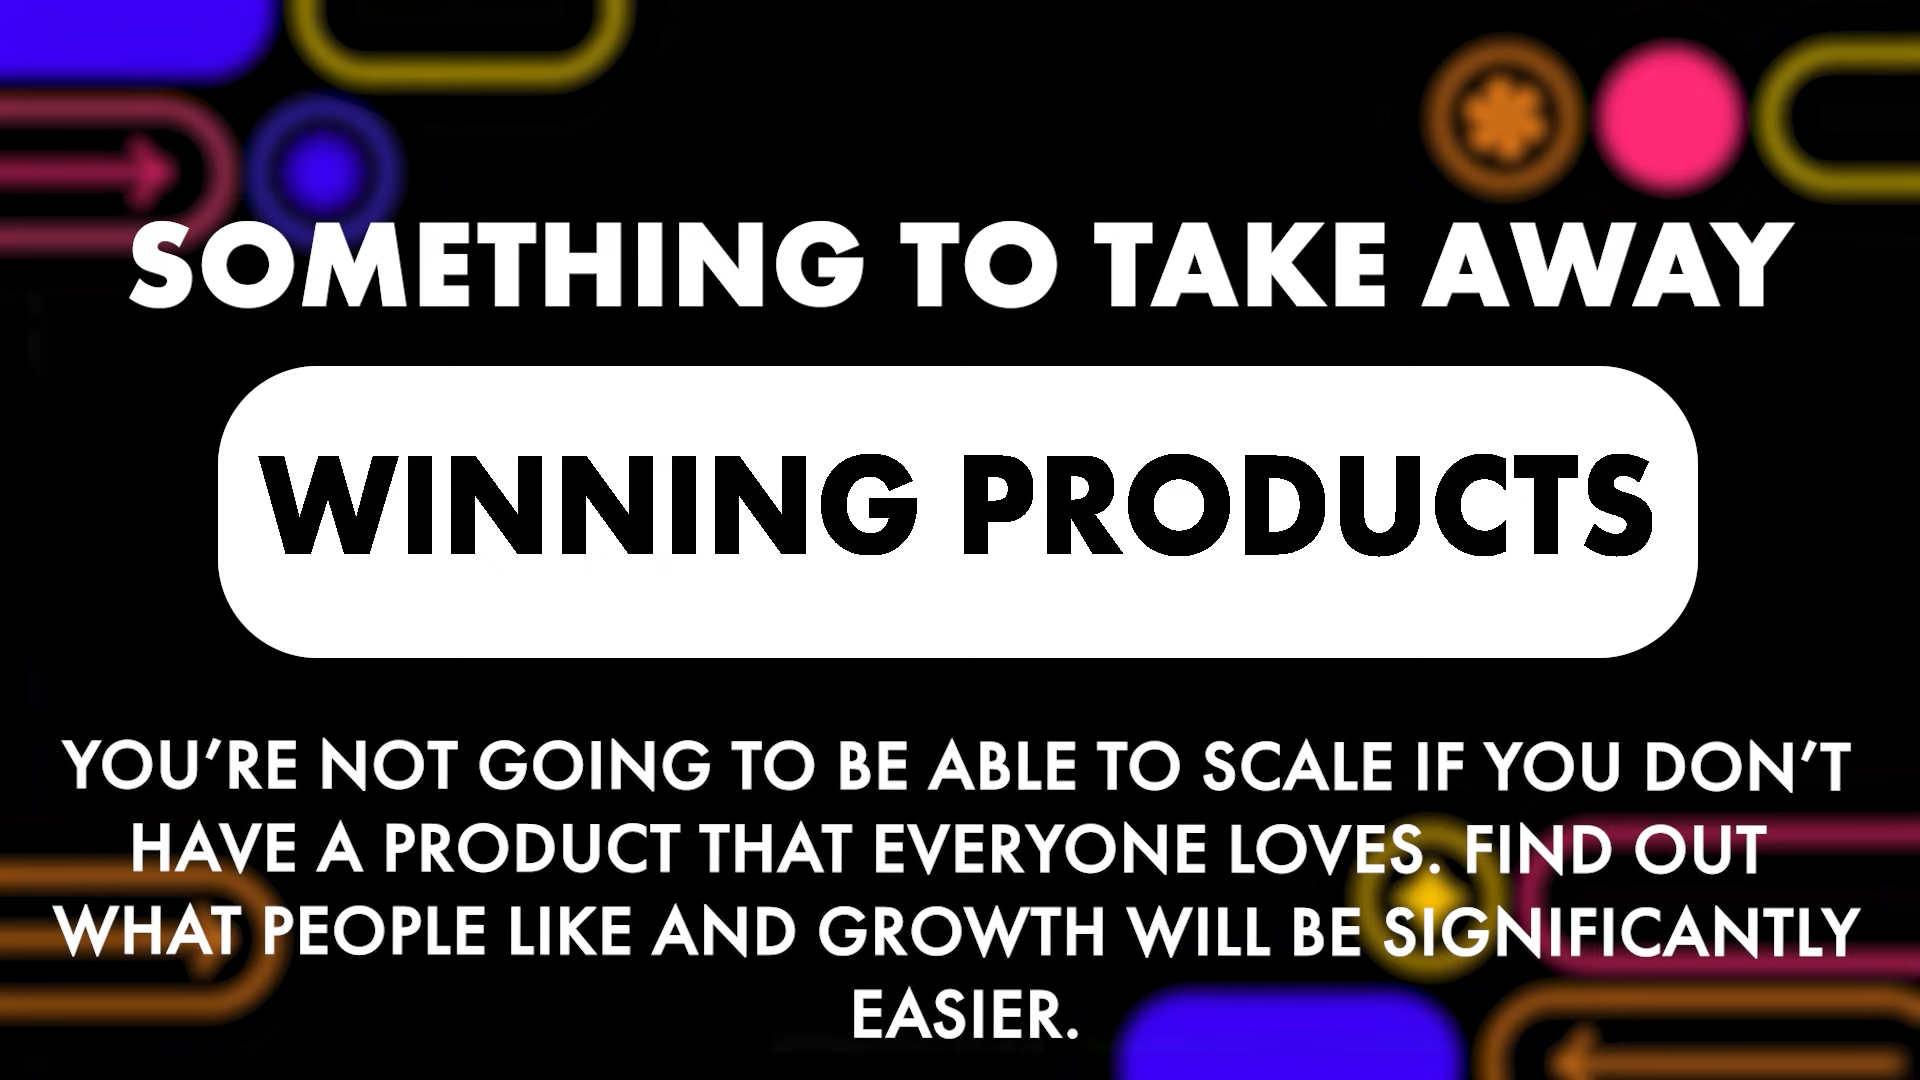 SOMETHING TO TAKE AWAY
WINNING PRODUCTS
YOU’RE NOT GOING TO BE ABLE TO SCALE IF YOU DON’T
HAVE A PRODUCT THAT EVERYONE LOVES. FIND OUT
WHAT PEOPLE LIKE AND GROWTH WILL BE SIGNIFICANTLY
EASIER.